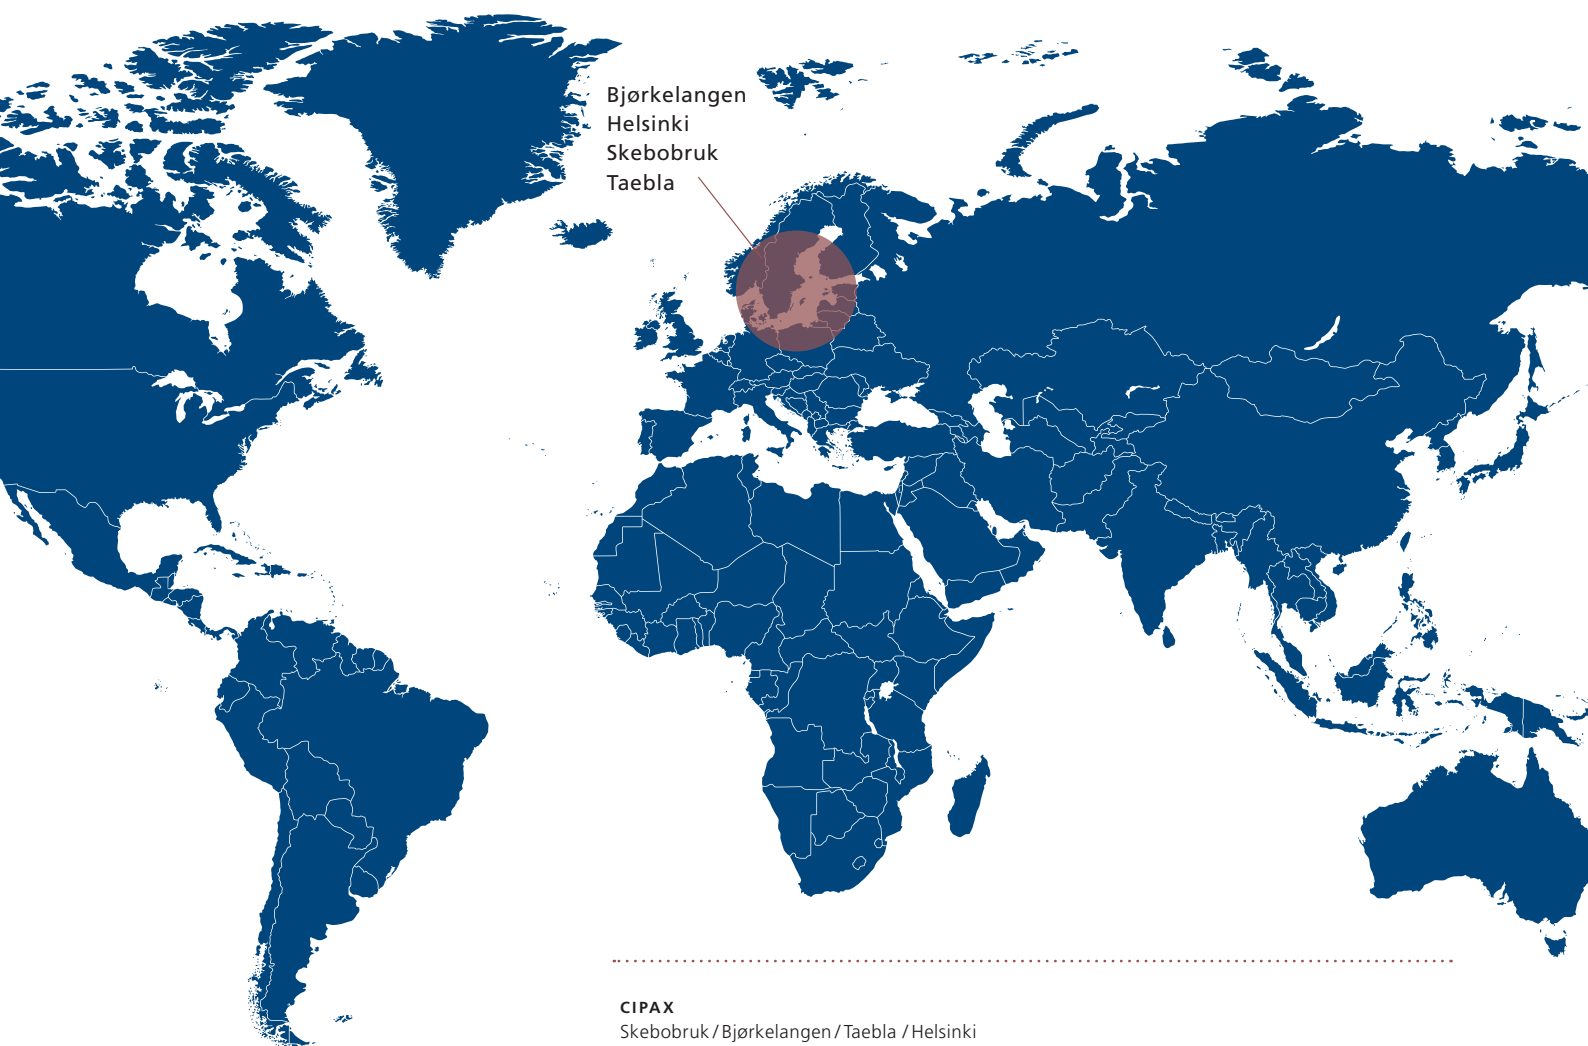 Bjørkelangen
Helsinki
Skebobruk
Taebla
CIPAX
Skebobruk / Bjørkelangen / Taebla / Helsinki